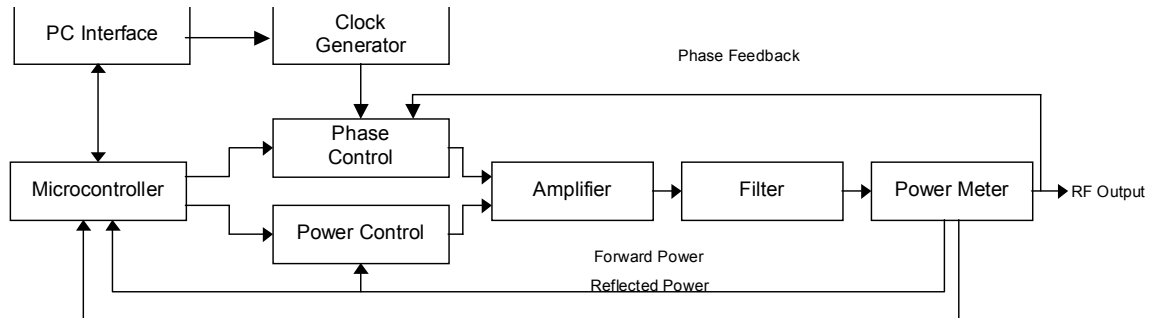 PC Interface
Clock
Generator
Phase Feedback
Phase
Control
Microcontroller
Amplifier
Filter
Power Meter
RF Output
Power Control
Forward Power
Reflected Power